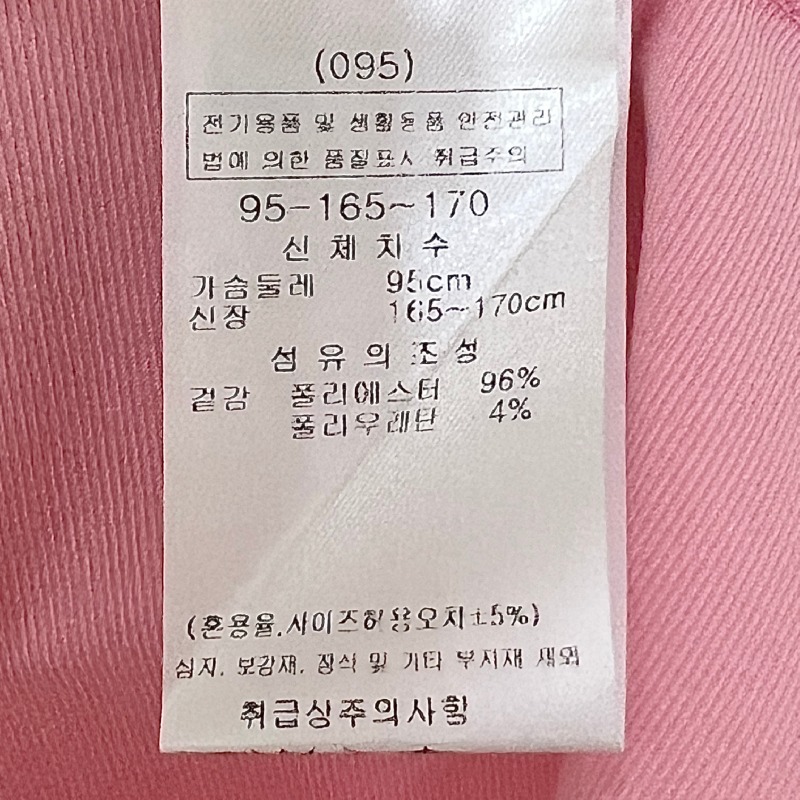 (095)
전기용품 및 생활용품 안전관리
법에 의한 품질표시 취급주의
95-165~170
신체치수
가슴둘레 95cm
신장 165~170cm
섬유의 조성
겉감 폴리에스터 96%
폴리우레탄 4%
(혼용율.사이즈허용오차±5%)
심지, 보강재, 장식 및 기타 부자재 제외
취급상주의사항